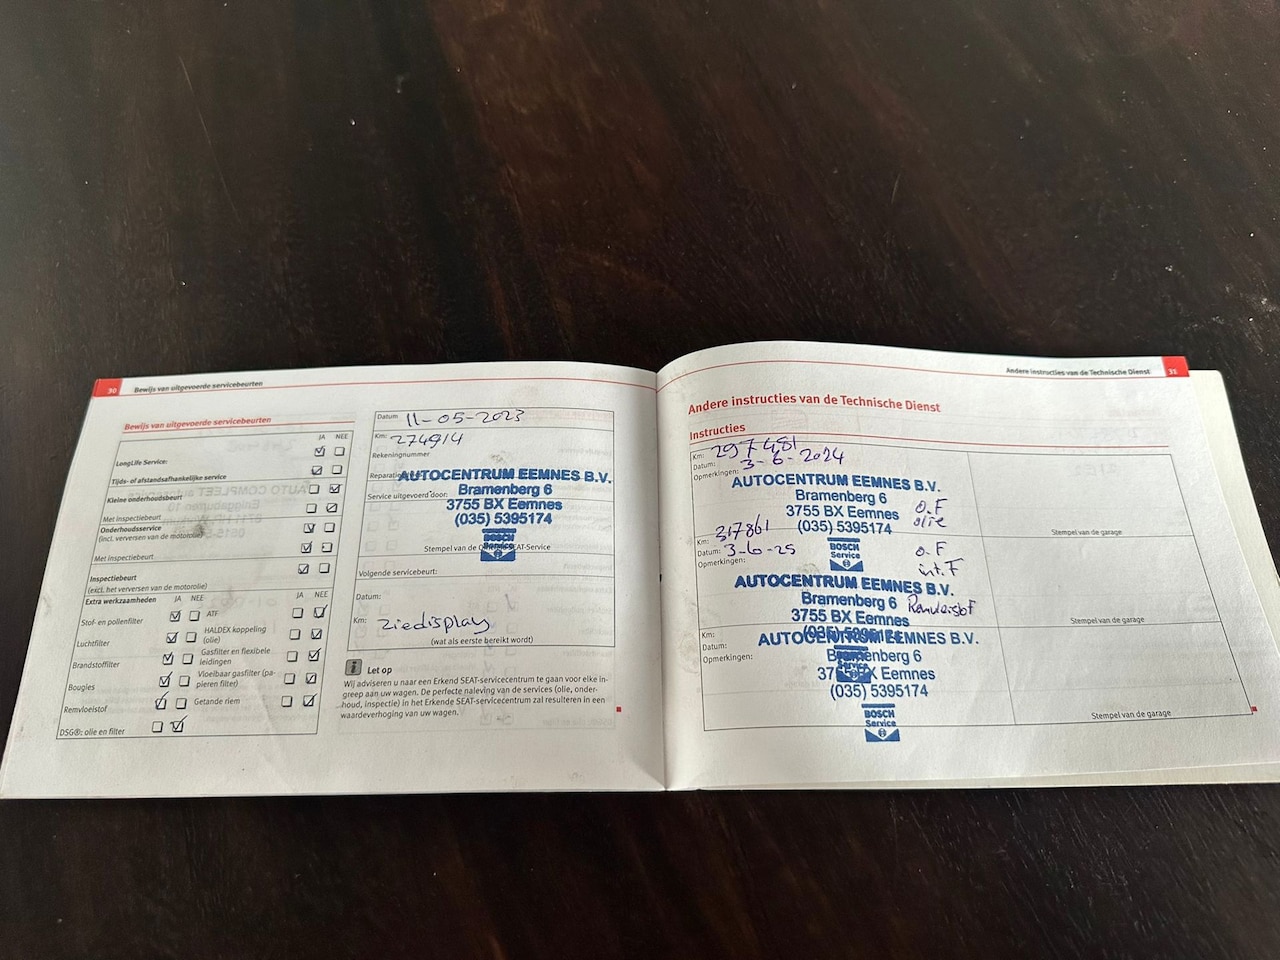 30 Bewijs van uitgevoerde servicebeurten
Bewijs van uitgevoerde servicebeurten
JA NEE
LongLife Service:
Tijds- of afstandsafhankelijke service
Kleine onderhoudsbeurt
Met inspectiebeurt
Onderhoudsservice
(incl. verversen van de motorolie)
Met inspectiebeurt
Inspectiebeurt
(excl. het verversen van de motorolie)
Extra werkzaamheden JA NEE JA NEE
Stof- en pollenfilter
ATF
Luchtfilter
HALDEX koppeling
(olie)
Brandstoffilter
Gasfilter en flexibele
leidingen
Bougies
Vloeibaar gasfilter (pa-
pieren filter)
Remvloeistof
Getande riem
DSG®: olie en filter
Datum 11-05-2023
Km: 274914
Rekeningnummer
AUTOCENTRUM EEMNES B.V.
Service uitgevoerd door:
Bramenberg 6
3755 BX Eemnes
(035) 5395174
BOSCH
Service
Stempel van de SEAT-Service
Volgende servicebeurt:
Datum:
Km: ziedisplay
(wat als eerste bereikt wordt)
Let op
Wij adviseren u naar een Erkend SEAT-servicecentrum te gaan voor elke in-
greep aan uw wagen. De perfecte naleving van de services (olie, onder-
houd, inspectie) in het Erkende SEAT-servicecentrum zal resulteren in een
waardeverhoging van uw wagen.
Andere instructies van de Technische Dienst 31
Andere instructies van de Technische Dienst
Instructies
Km: 297481
Datum: 3-6-2024
Opmerkingen:
AUTOCENTRUM EEMNES B.V.
Bramenberg 6
3755 BX Eemnes
(035) 5395174
BOSCH
Service
O.F
olie
Stempel van de garage
Km: 317861
Datum: 3-6-25
Opmerkingen:
o.F
int.F
AUTOCENTRUM EEMNES B.V.
Bramenberg 6
3755 BX Eemnes
Stempel van de garage
Km:
Datum:
Opmerkingen:
AUTOCENTRUM EEMNES B.V.
Bramenberg 6
3755 BX Eemnes
(035) 5395174
BOSCH
Service
Stempel van de garage